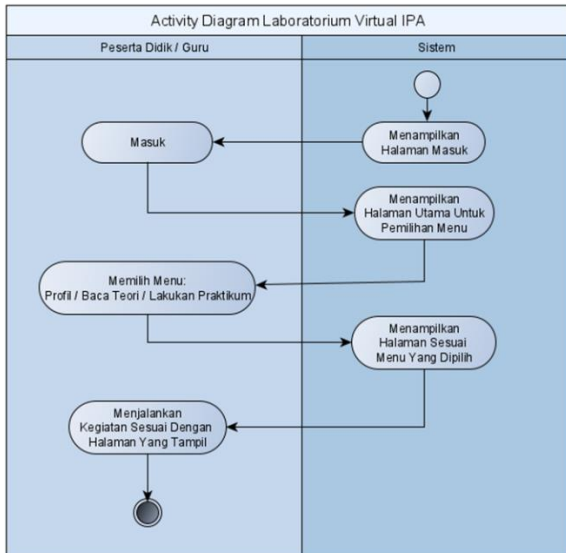 Activity Diagram Laboratorium Virtual IPA
Peserta Didik / Guru
Sistem
Menampilkan
Halaman Masuk
Masuk
Menampilkan
Halaman Utama Untuk
Pemilihan Menu
Memilih Menu:
Profil / Baca Teori / Lakukan Praktikum
Menampilkan
Halaman Sesuai
Menu Yang Dipilih
Menjalankan
Kegiatan Sesuai Dengan
Halaman Yang Tampil